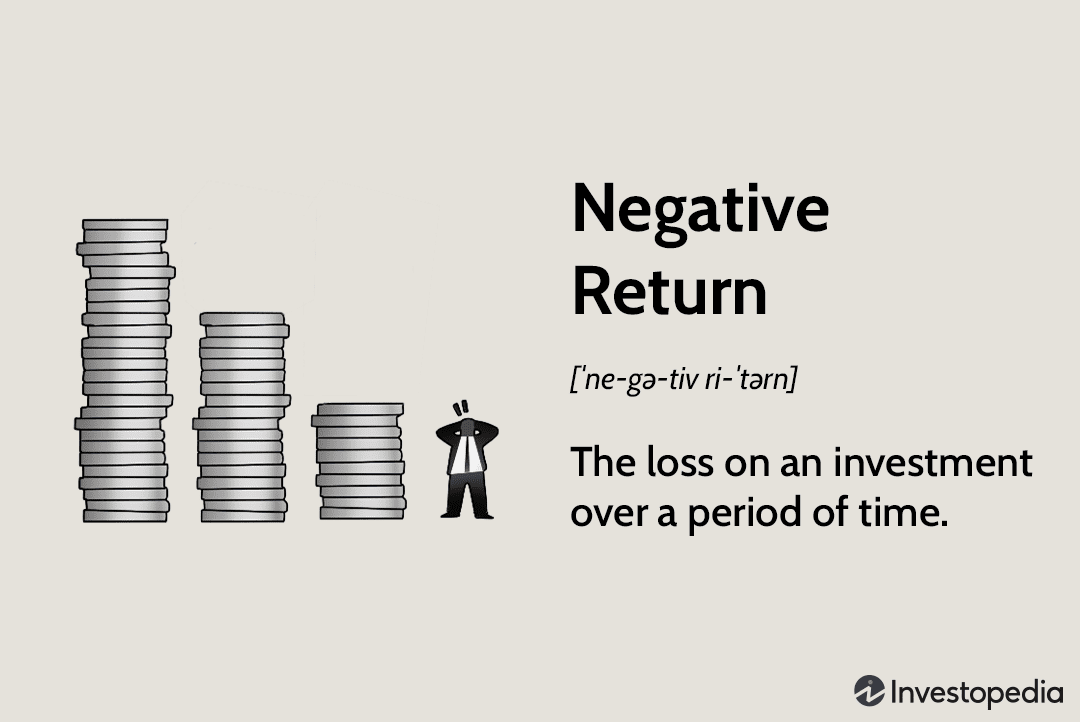 Negative
Return
[ˈne-gə-tiv ri-ˈtərn]
The loss on an investment
over a period of time.
Investopedia